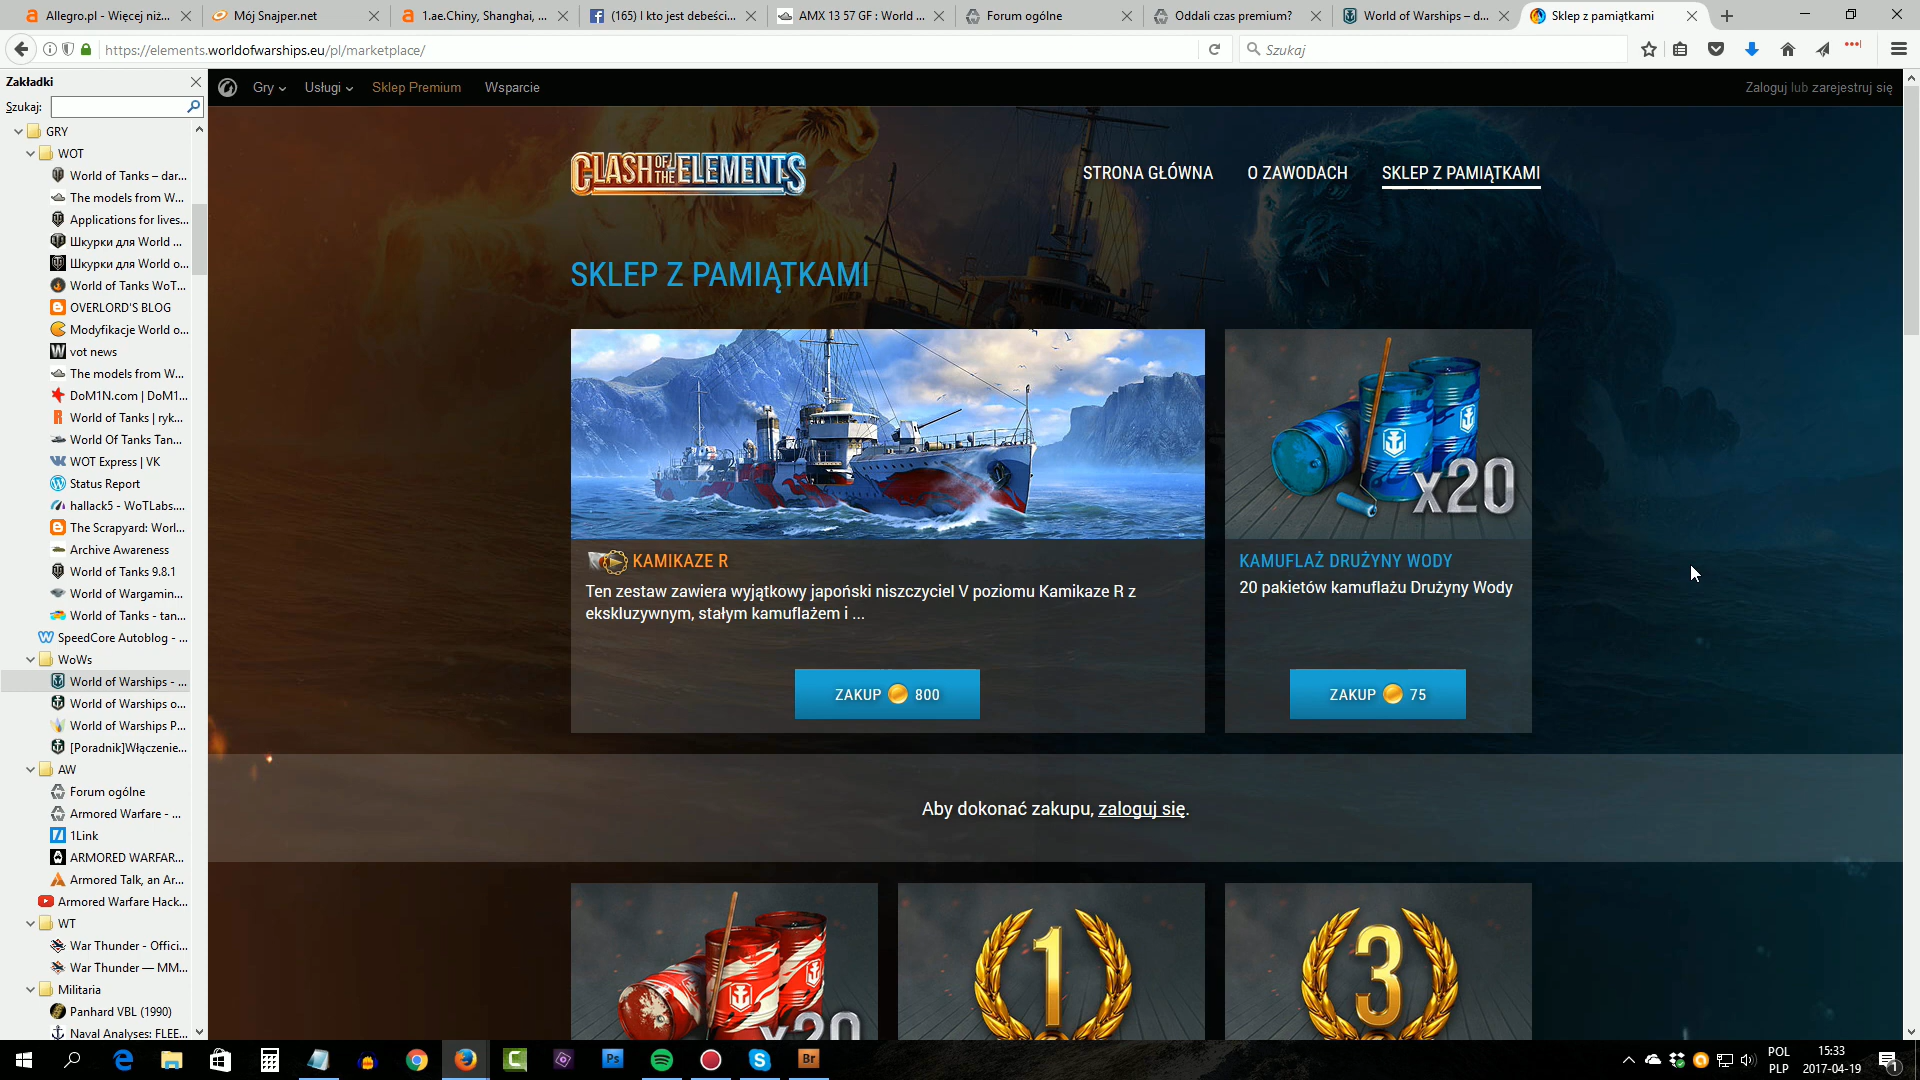 Allegro.pl - Więcej niż...
Mój Snajper.net
1.ae.Chiny, Shanghai, ...
(165) I kto jest debeści...
AMX 13 57 GF : World ...
Forum ogólne
Oddali czas premium?
World of Warships – d...
Sklep z pamiątkami
https://elements.worldofwarships.eu/pl/marketplace/
Szukaj
Zakładki
Szukaj:
GRY
WOT
World of Tanks – dar...
The models from W...
Applications for lives...
Шкурки для World ...
Шкурки для World o...
World of Tanks WoT...
OVERLORD'S BLOG
Modyfikacje World o...
vot news
The models from W...
DoM1N.com | DoM1...
World of Tanks | ryk...
World Of Tanks Tan...
WOT Express | VK
Status Report
hallack5 - WoTLabs....
The Scrapyard: Worl...
Archive Awareness
World of Tanks 9.8.1
World of Wargamin...
World of Tanks - tan...
SpeedCore Autoblog - ...
WoWs
World of Warships - ...
World of Warships o...
World of Warships P...
[Poradnik]Włączenie...
AW
Forum ogólne
Armored Warfare - ...
1Link
ARMORED WARFAR...
Armored Talk, an Ar...
Armored Warfare Hack...
WT
War Thunder - Offici...
War Thunder — MM...
Militaria
Panhard VBL (1990)
Naval Analyses: FLEE...
Gry
Usługi
Sklep Premium
Wsparcie
Zaloguj lub zarejestruj się
CLASH OF THE ELEMENTS
STRONA GŁÓWNA
O ZAWODACH
SKLEP Z PAMIĄTKAMI
SKLEP Z PAMIĄTKAMI
x20
KAMIKAZE R
Ten zestaw zawiera wyjątkowy japoński niszczyciel V poziomu Kamikaze R z
ekskluzywnym, stałym kamuflażem i ...
ZAKUP 800
KAMUFLAŻ DRUŻYNY WODY
20 pakietów kamuflażu Drużyny Wody
ZAKUP 75
Aby dokonać zakupu, zaloguj się.
x20
1
3
Ps
Br
POL
PLP
15:33
2017-04-19
1